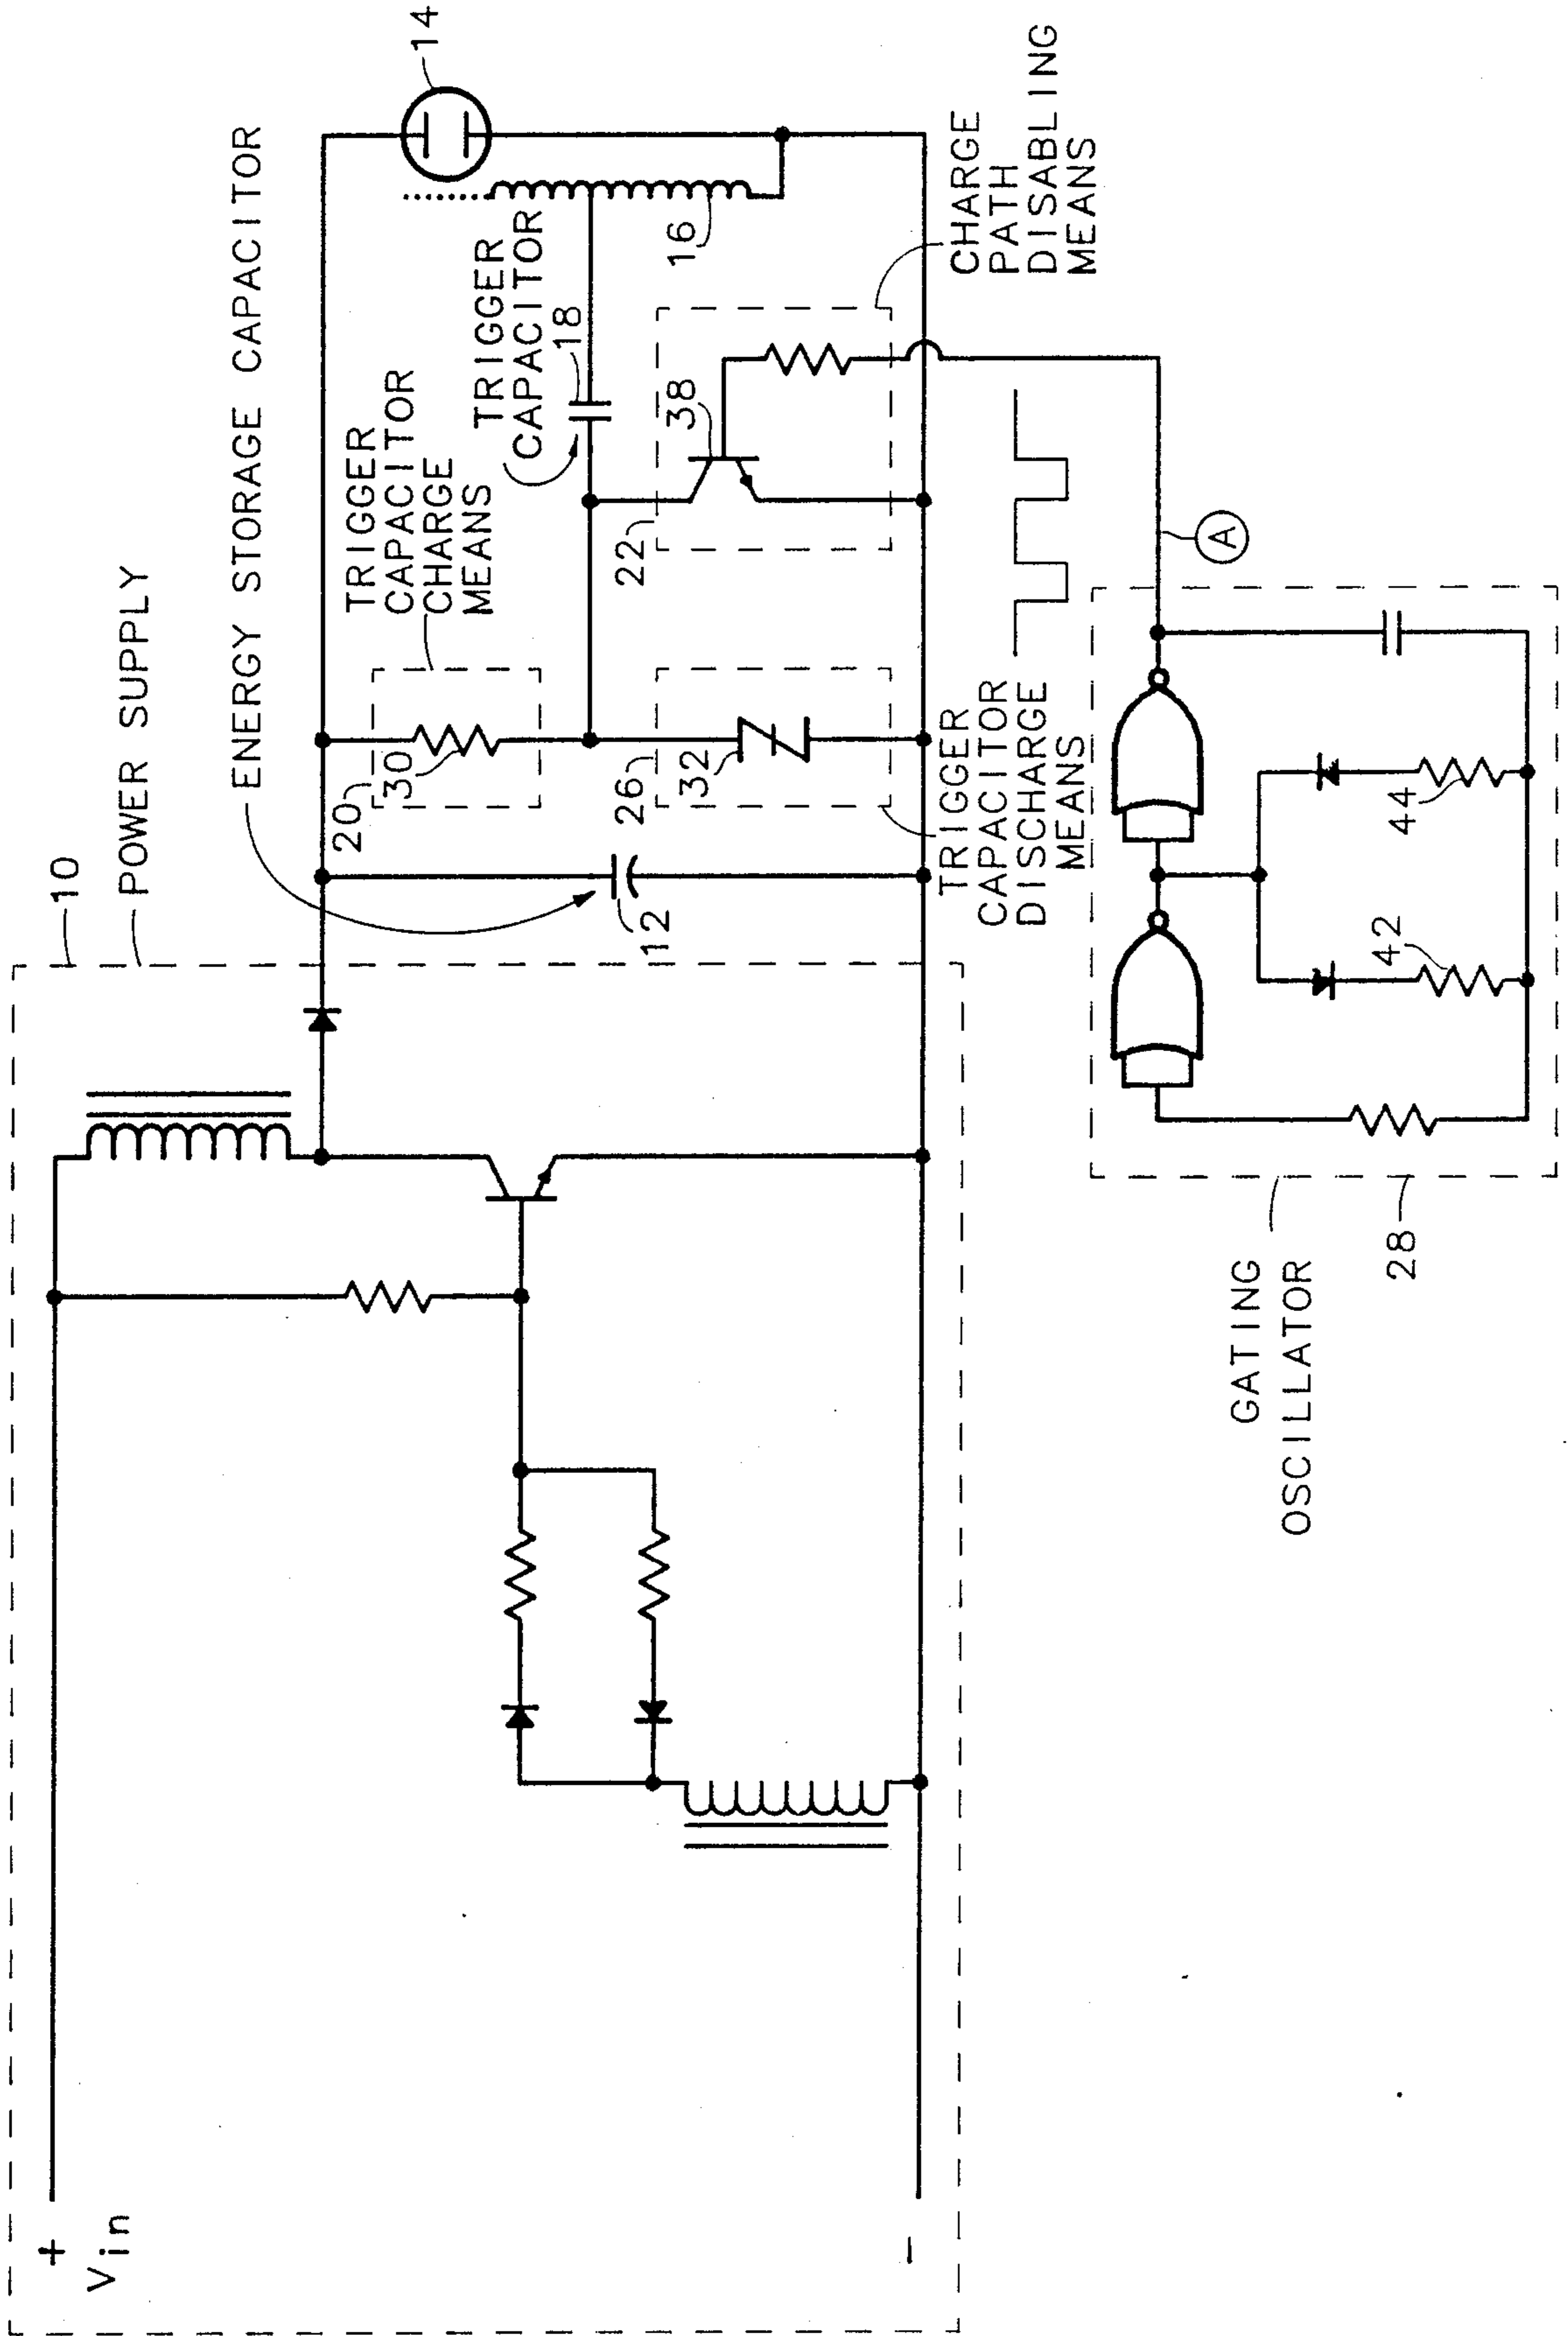 10
POWER SUPPLY
ENERGY STORAGE CAPACITOR
+
Vin
−
12
20
30
TRIGGER
CAPACITOR
CHARGE
MEANS
26
32
TRIGGER
CAPACITOR
DISCHARGE
MEANS
TRIGGER
CAPACITOR
18
22
38
16
14
CHARGE
PATH
DISABLING
MEANS
A
42
44
28
GATING
OSCILLATOR